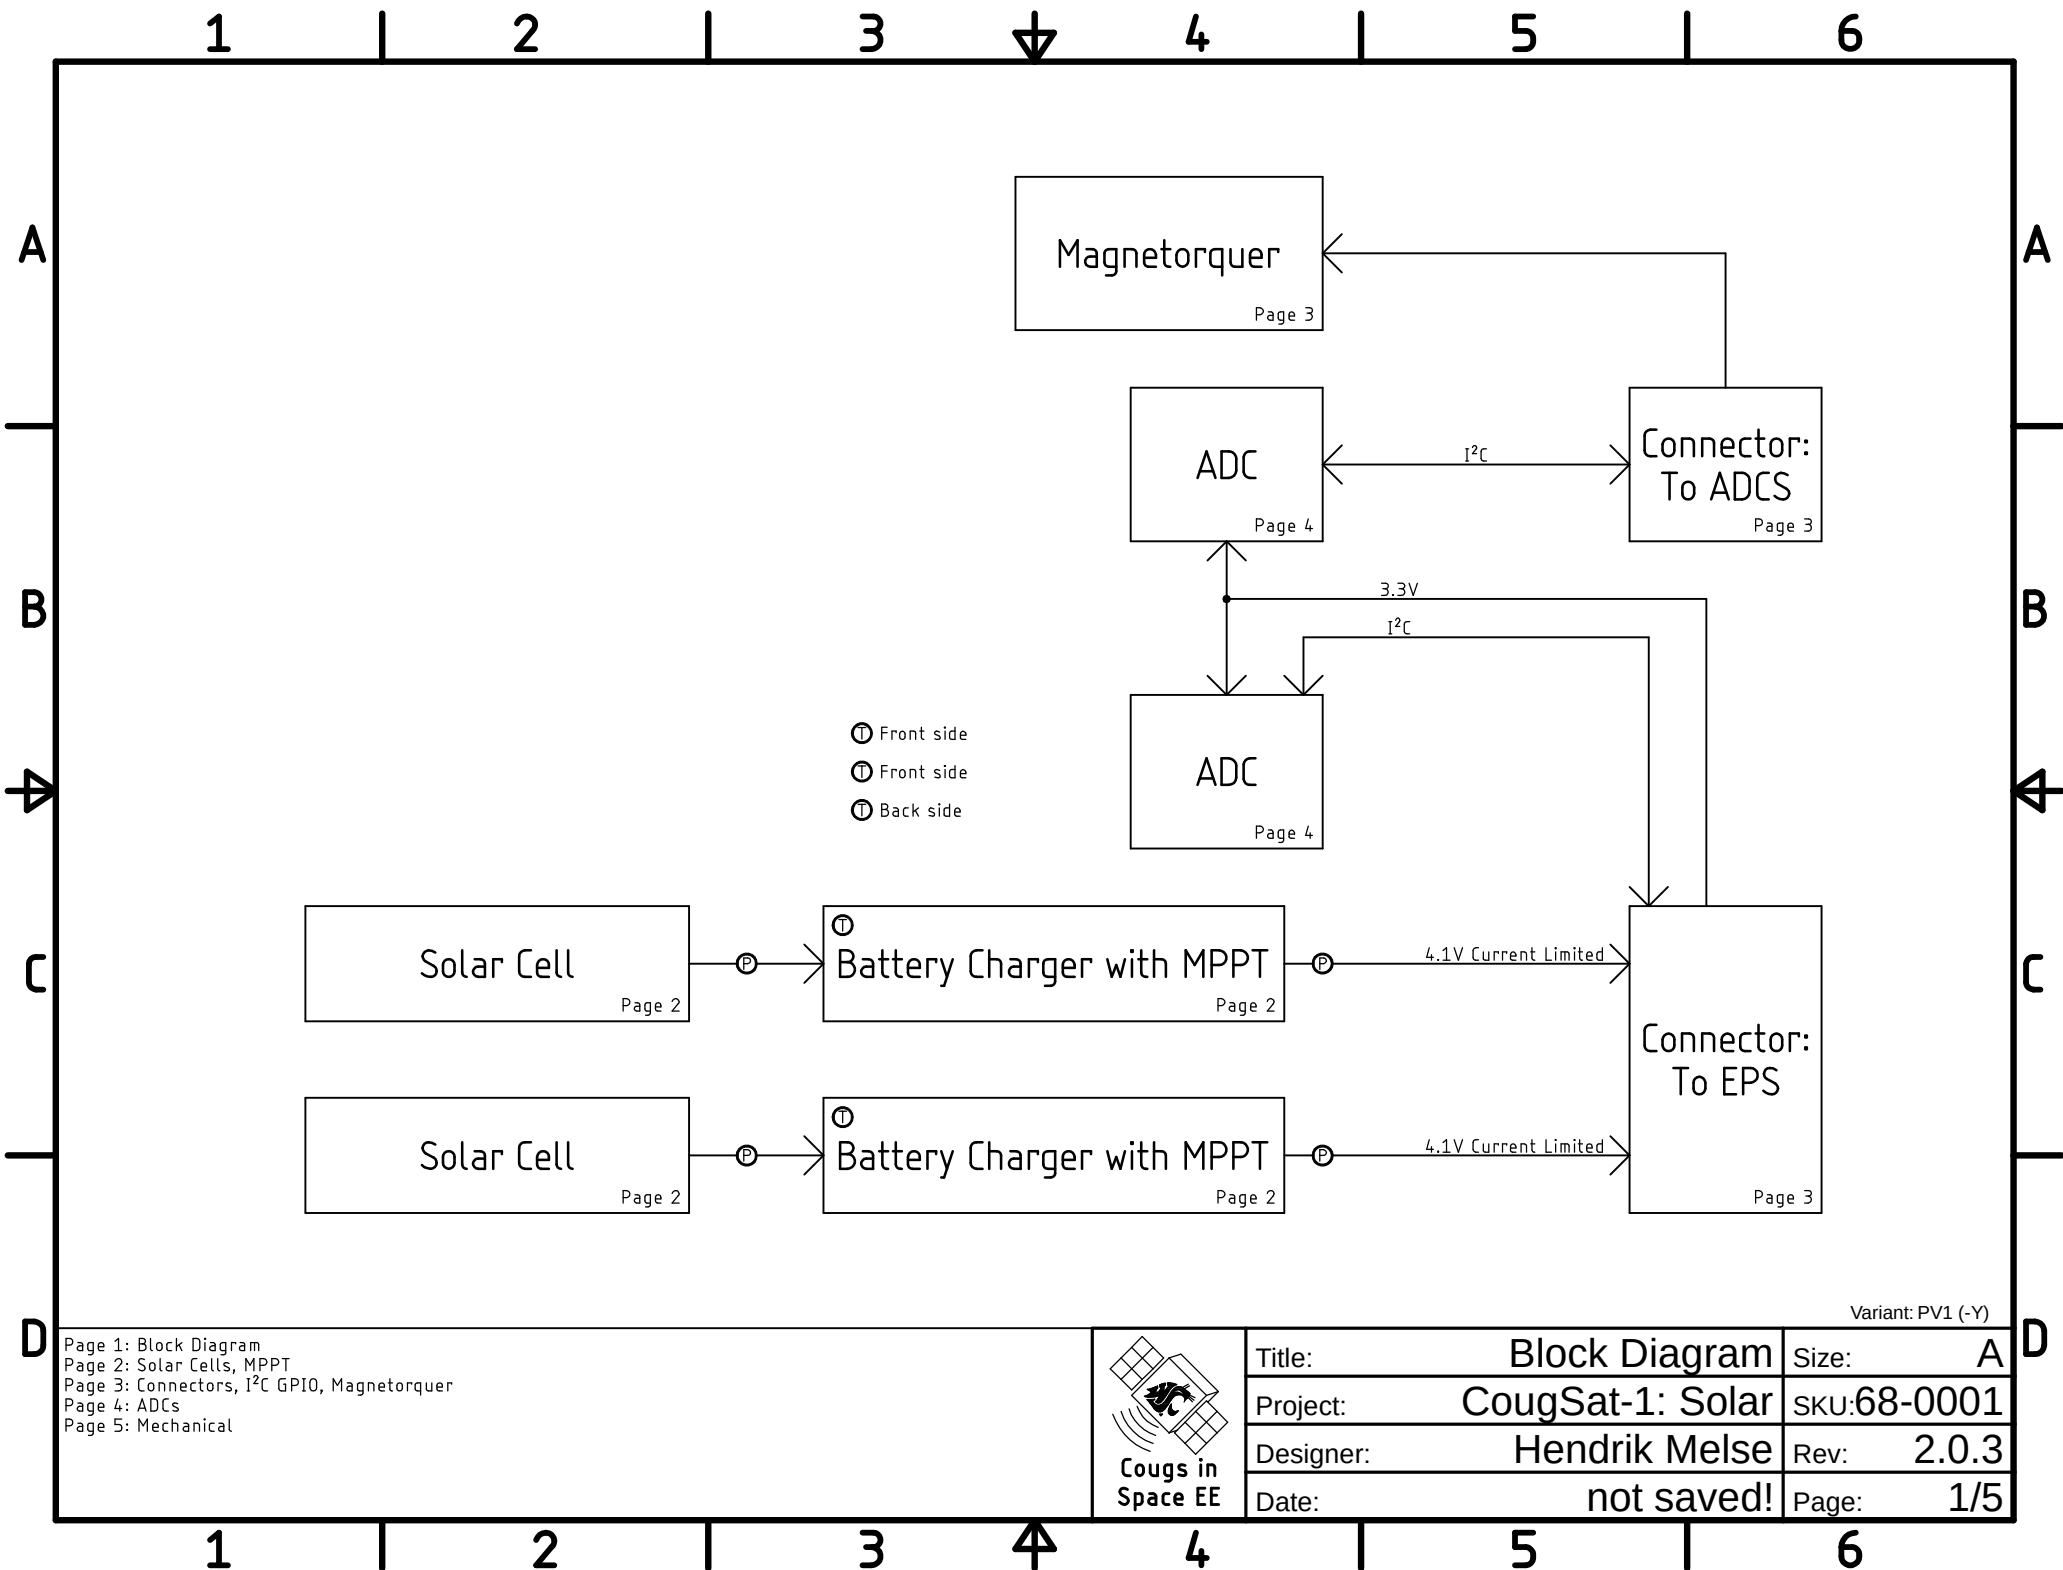 1 2 3 4 5 6
A A
Magnetorquer
Page 3
ADC
Page 4
I²C
Connector:
To ADCS
Page 3
3.3V
B B
I²C
T Front side
T Front side
T Back side
ADC
Page 4
Solar Cell
Page 2
P
T
Battery Charger with MPPT
Page 2
P
4.1V Current Limited
C C
Connector:
To EPS
Page 3
Solar Cell
Page 2
P
T
Battery Charger with MPPT
Page 2
P
4.1V Current Limited
Variant: PV1 (-Y)
D D
Page 1: Block Diagram
Page 2: Solar Cells, MPPT
Page 3: Connectors, I²C GPIO, Magnetorquer
Page 4: ADCs
Page 5: Mechanical
Cougs in
Space EE
Title: Block Diagram Size: A
Project: CougSat-1: Solar SKU:68-0001
Designer: Hendrik Melse Rev: 2.0.3
Date: not saved! Page: 1/5
1 2 3 4 5 6